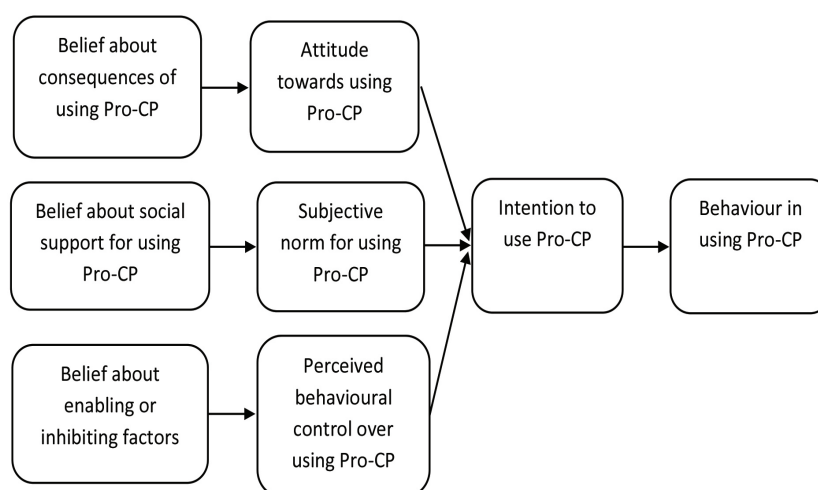 Belief about
consequences of
using Pro-CP
Attitude
towards using
Pro-CP
Belief about social
support for using
Pro-CP
Subjective
norm for using
Pro-CP
Intention to
use Pro-CP
Behaviour in
using Pro-CP
Belief about
enabling or
inhibiting factors
Perceived
behavioural
control over
using Pro-CP